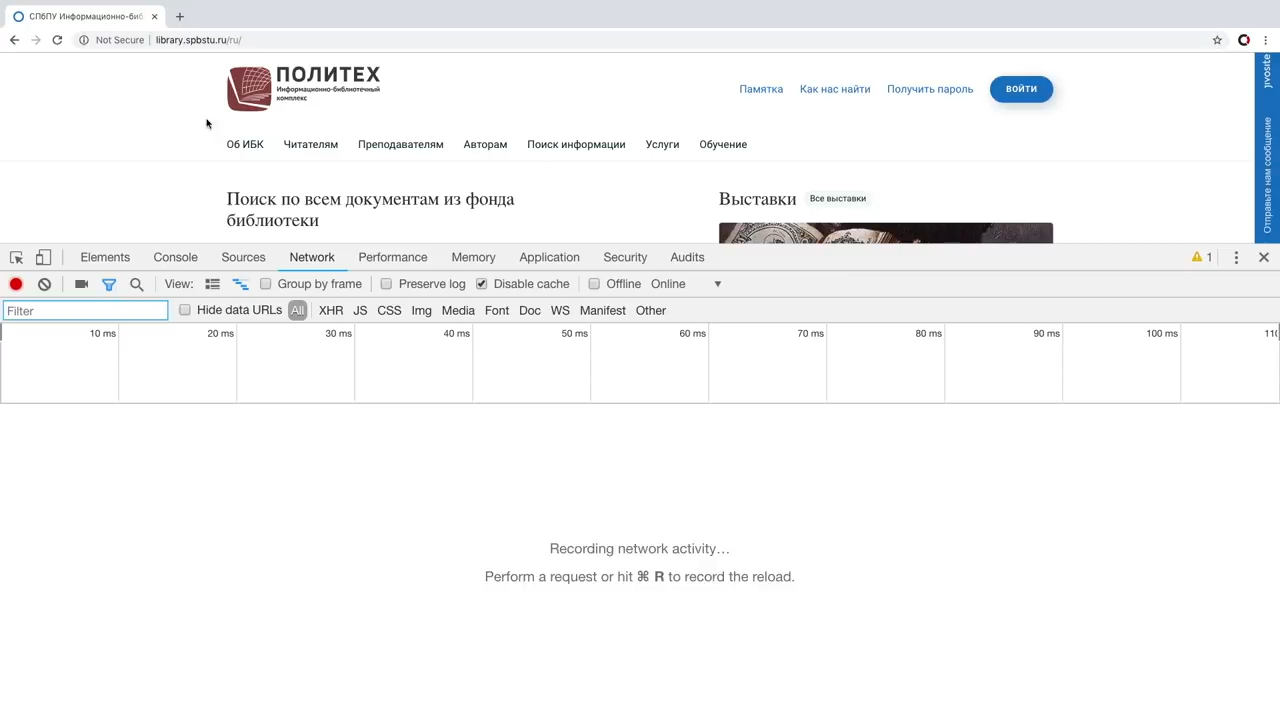 СПбПУ Информационно-биб
Not Secure | library.spbstu.ru/ru/
ПОЛИТЕХ
Информационно-библиотечный
комплекс
Памятка Как нас найти Получить пароль ВОЙТИ
jivosite
Отправьте нам сообщение
Об ИБК Читателям Преподавателям Авторам Поиск информации Услуги Обучение
Поиск по всем документам из фонда
библиотеки
Выставки Все выставки
Elements Console Sources Network Performance Memory Application Security Audits 1
View: Group by frame Preserve log Disable cache Offline Online
Filter Hide data URLs All XHR JS CSS Img Media Font Doc WS Manifest Other
10 ms 20 ms 30 ms 40 ms 50 ms 60 ms 70 ms 80 ms 90 ms 100 ms 11
Recording network activity…
Perform a request or hit ⌘ R to record the reload.